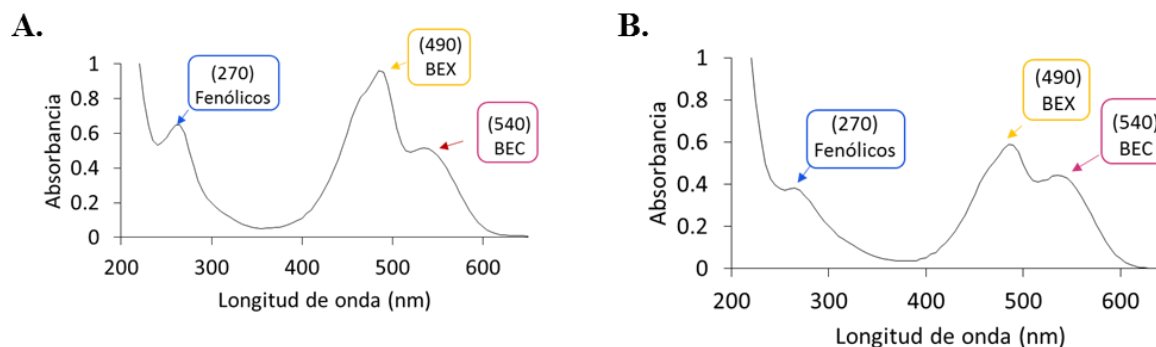 A.
(490)
BEX
(270)
Fenólicos
(540)
BEC
Absorbancia
1
0.8
0.6
0.4
0.2
0
200 300 400 500 600
Longitud de onda (nm)
B.
(490)
BEX
(270)
Fenólicos
(540)
BEC
Absorbancia
1
0.8
0.6
0.4
0.2
0
200 300 400 500 600
Longitud de onda (nm)